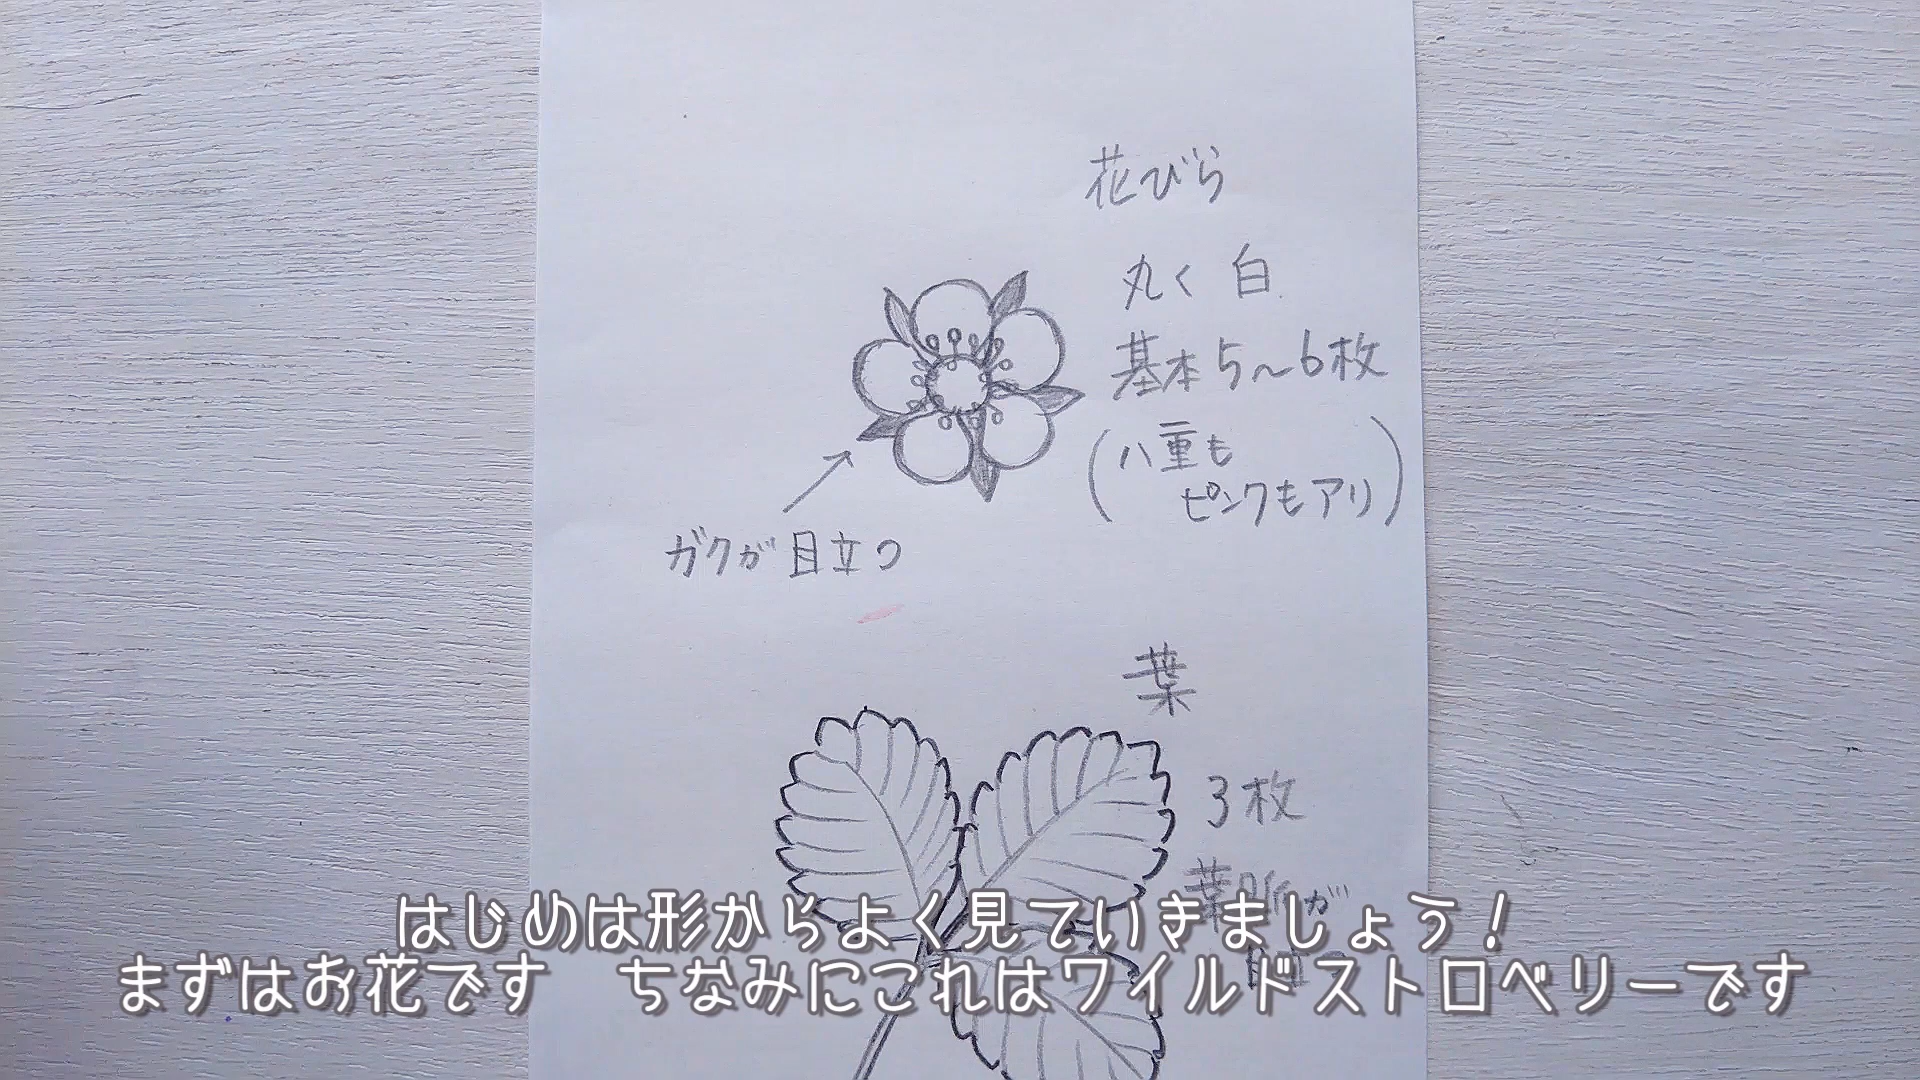 花びら
丸く 白
基本5～6枚
(八重も
ピンクもアリ)
ガクが目立つ
葉
3枚
葉脈が
はじめは形からよく見ていきましょう！
まずはお花です ちなみにこれはワイルドストロベリーです